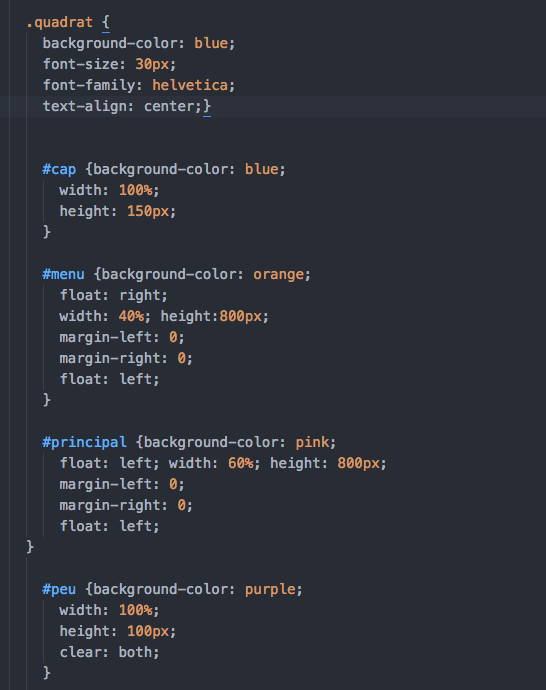 .quadrat {
background-color: blue;
font-size: 30px;
font-family: helvetica;
text-align: center;}
#cap {background-color: blue;
width: 100%;
height: 150px;
}
#menu {background-color: orange;
float: right;
width: 40%; height:800px;
margin-left: 0;
margin-right: 0;
float: left;
}
#principal {background-color: pink;
float: left; width: 60%; height: 800px;
margin-left: 0;
margin-right: 0;
float: left;
}
#peu {background-color: purple;
width: 100%;
height: 100px;
clear: both;
}